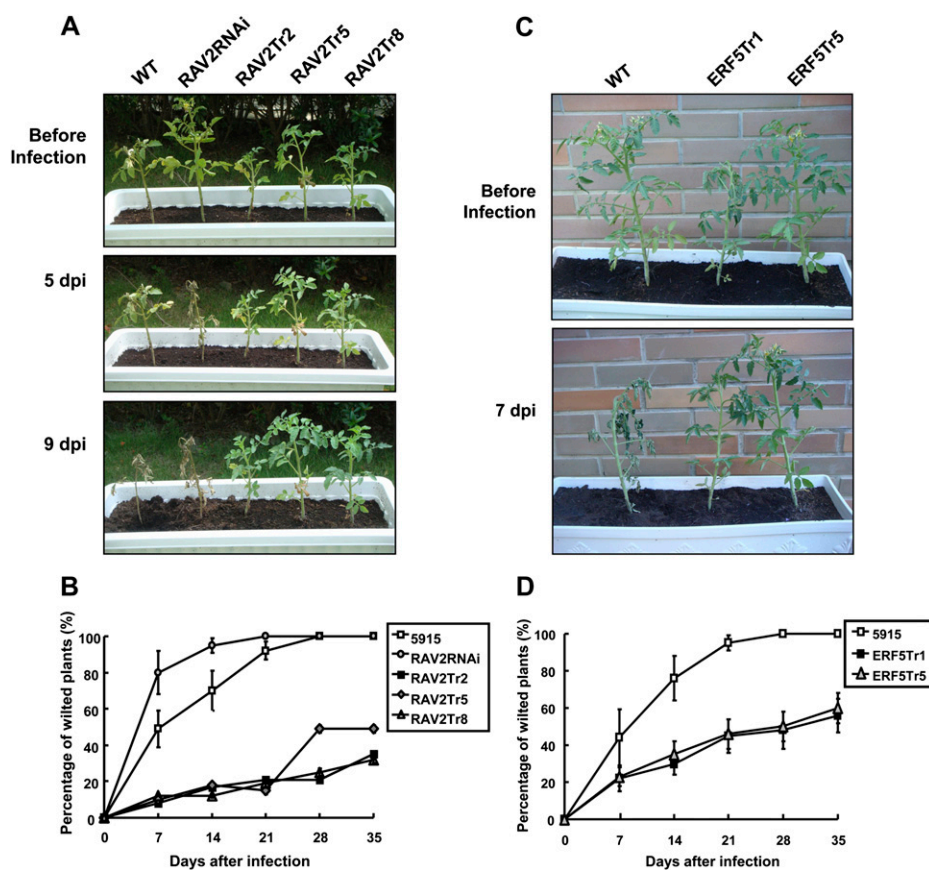 A
WT
RAV2RNAi
RAV2Tr2
RAV2Tr5
RAV2Tr8
Before
Infection
5 dpi
9 dpi
C
WT
ERF5Tr1
ERF5Tr5
Before
Infection
7 dpi
B
Percentage of wilted plants (%)
100
80
60
40
20
0
0 7 14 21 28 35
Days after infection
5915
RAV2RNAi
RAV2Tr2
RAV2Tr5
RAV2Tr8
D
Percentage of wilted plants (%)
100
80
60
40
20
0
0 7 14 21 28 35
Days after infection
5915
ERF5Tr1
ERF5Tr5